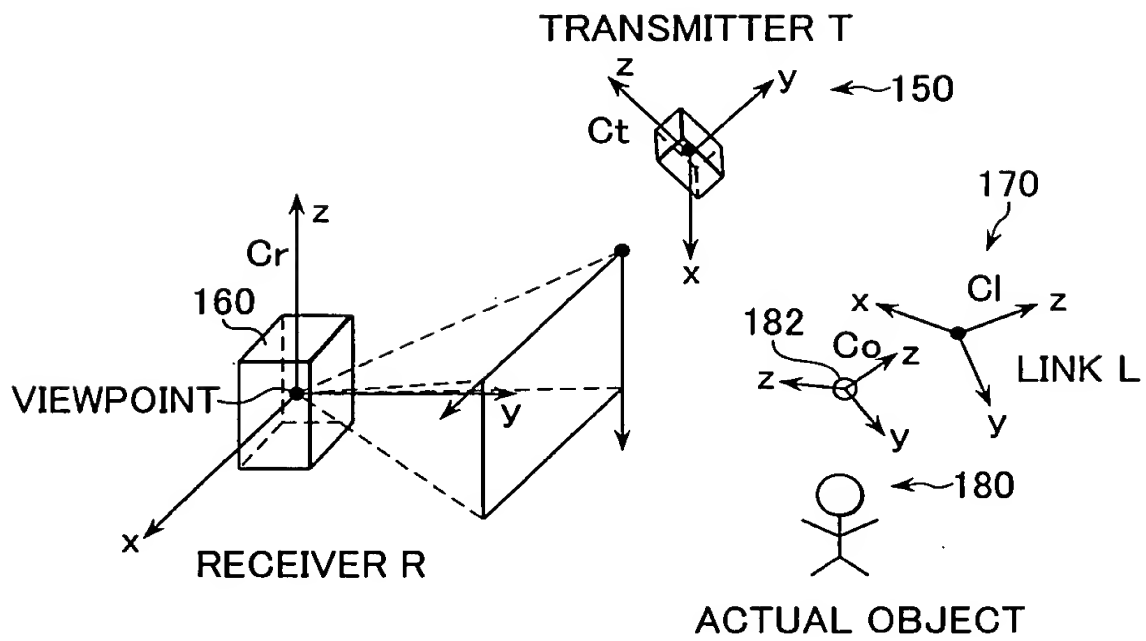 TRANSMITTER T
z
y
150
Ct
170
z
Cr
x
160
x
Cl
z
182
Co
z
z
LINK L
VIEWPOINT
y
y
y
180
x
RECEIVER R
ACTUAL OBJECT